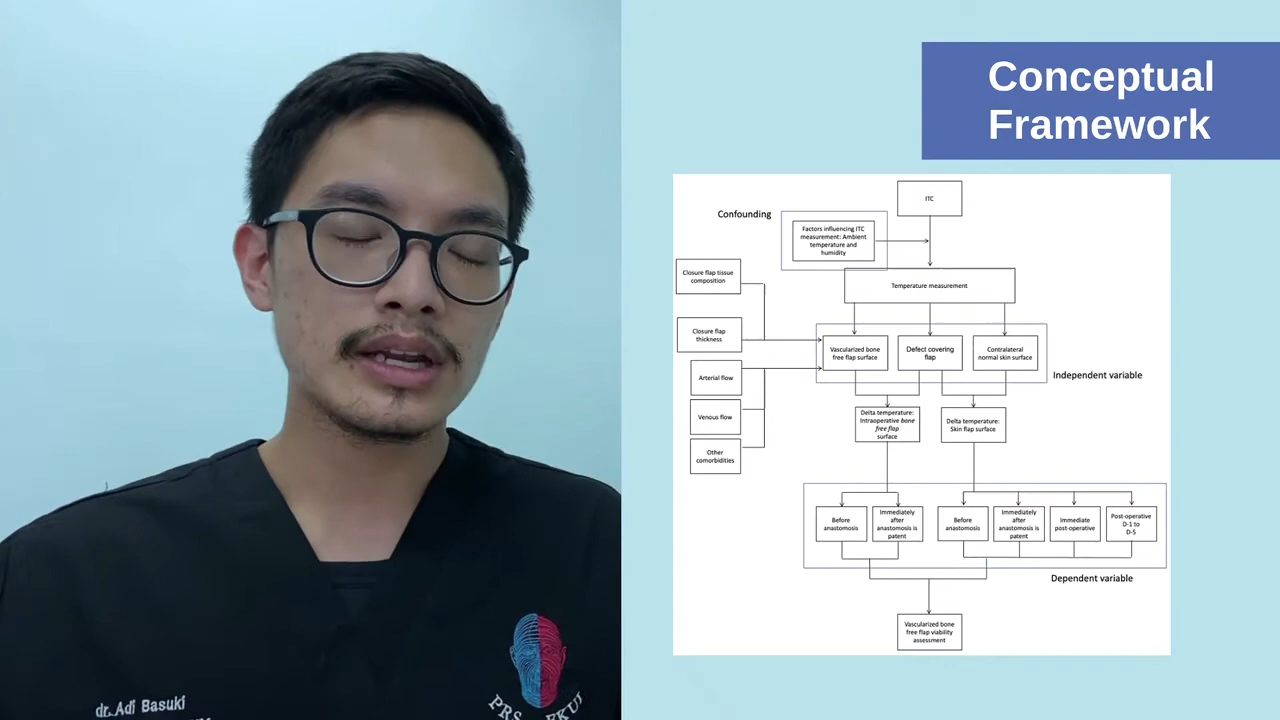 Conceptual
Framework
ITC
Confounding
Factors influencing ITC
measurement: Ambient
temperature and
humidity
Closure flap tissue
composition
Temperature measurement
Closure flap
thickness
Vascularized bone
free flap surface
Defect covering
flap
Contralateral
normal skin surface
Independent variable
Arterial flow
Venous flow
Other
comorbidities
Delta temperature:
Intraoperative bone
free flap
surface
Delta temperature:
Skin flap surface
Before
anastomosis
Immediately
after
anastomosis is
patent
Before
anastomosis
Immediately
after
anastomosis is
patent
Immediate
post-operative
Post-operative
D-1 to
D-5
Dependent variable
Vascularized bone
free flap viability
assessment
dr. Adi Basuki
PRS FKUI